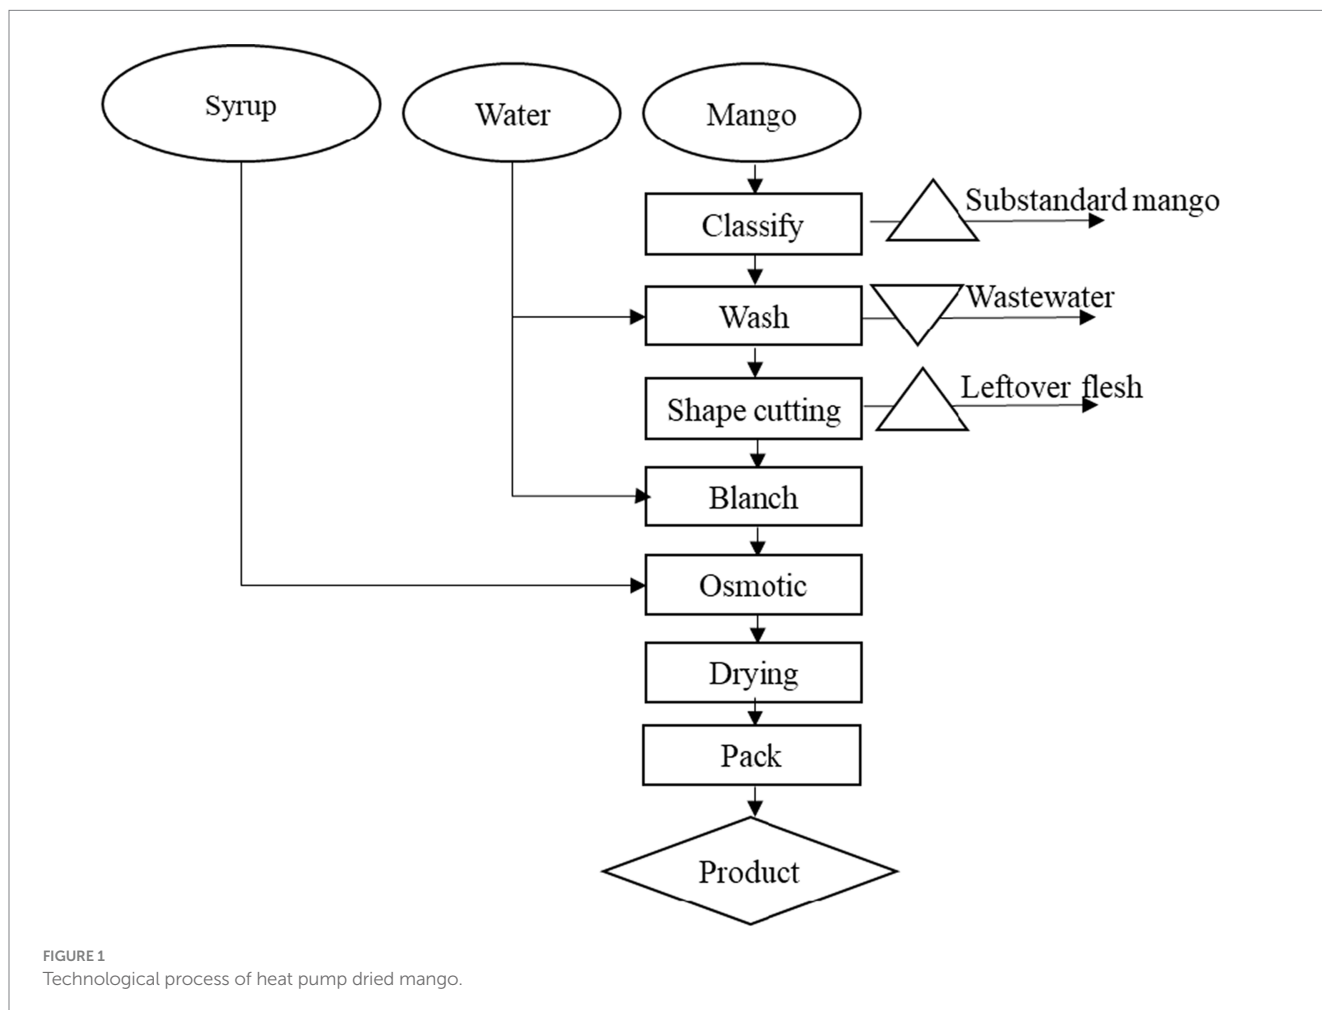 Syrup
Water
Mango
Classify
Substandard mango
Wash
Wastewater
Shape cutting
Leftover flesh
Blanch
Osmotic
Drying
Pack
Product
FIGURE 1
Technological process of heat pump dried mango.